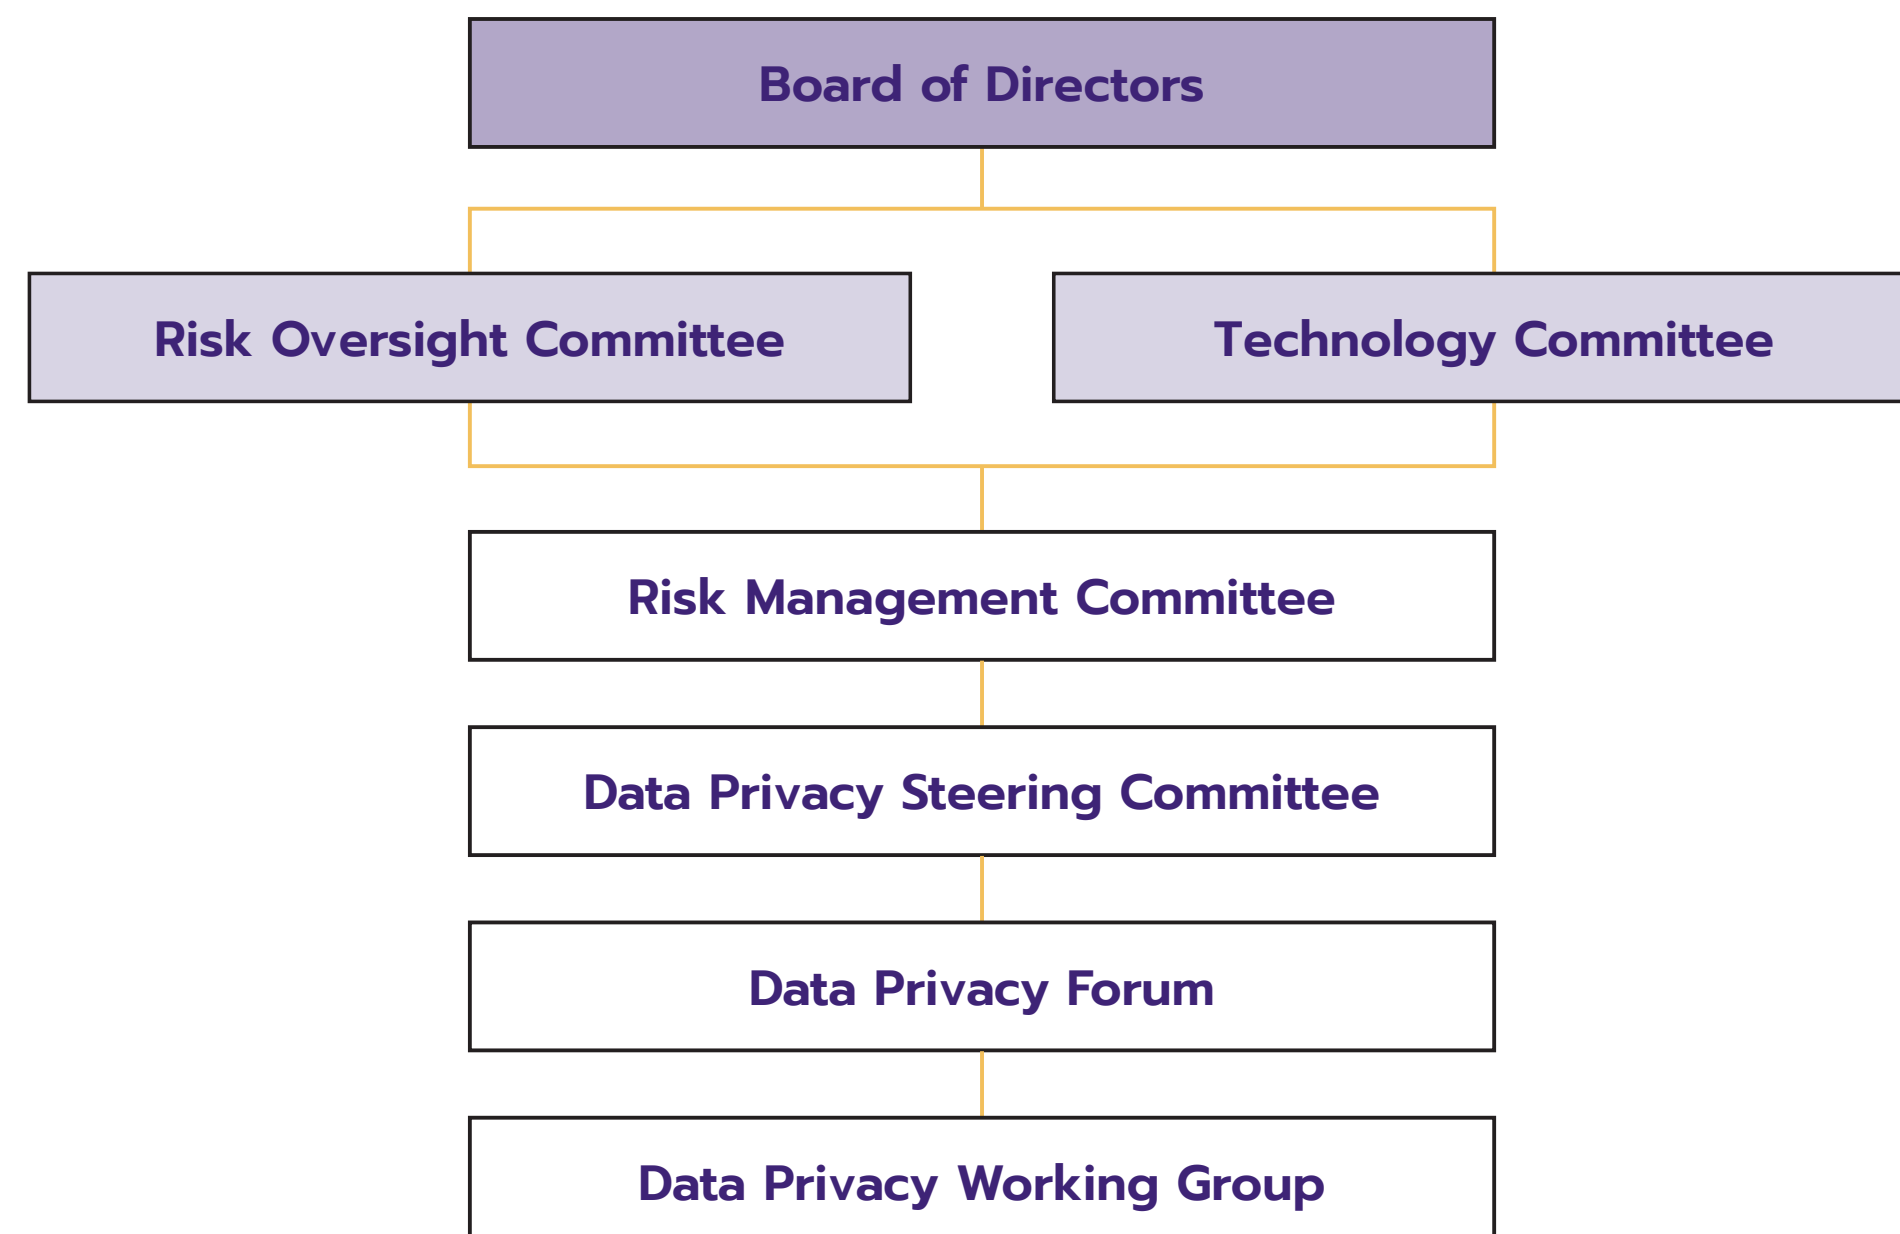 Board of Directors
Risk Oversight Committee
Technology Committee
Risk Management Committee
Data Privacy Steering Committee
Data Privacy Forum
Data Privacy Working Group